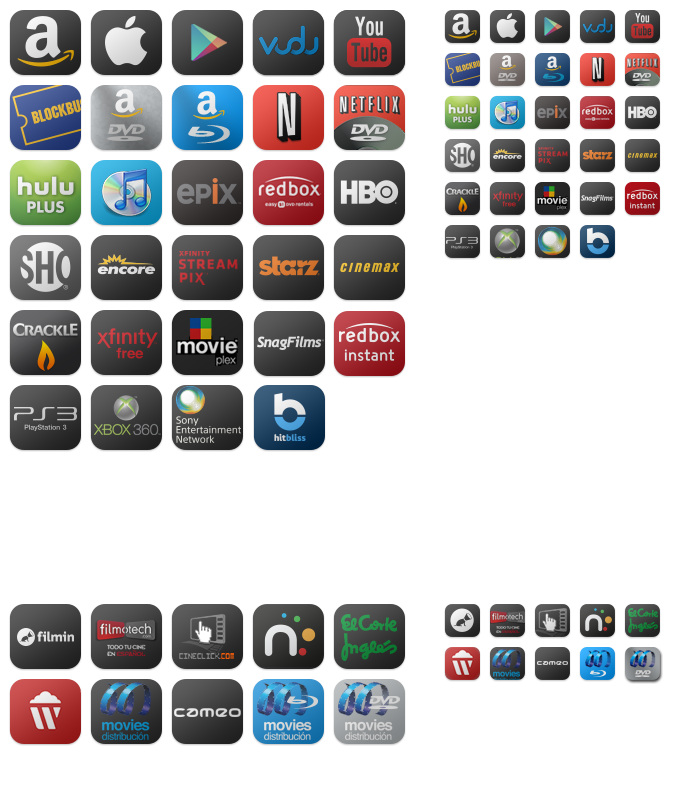 a
a
You
Tube
vudu
You
Tube
vudu
BLOCKBU
a
DVD
a
N
NETFLIX
DVD
BLOCKBU
a
DVD
a
N
NETFLIX
DVD
hulu
PLUS
epix
redbox
HBO
hulu
PLUS
epix
redbox
HBO
SHO
encore
XFINITY
STREAM
PIX
starz
cinemax
SHO
encore
STREAM
PIX
starz
cinemax
CRACKLE
xfinity
free
movie
plex
SnagFilms
redbox
instant
CRACKLE
xfinity
free
movie
plex
SnagFilms
redbox
instant
PS3
PlayStation 3
XBOX 360.
Sony
Entertainment
Network
b
hitbliss
PS3
PlayStation 3
b
filmin
filmotech
.com
TODO TU CINE
EN ESPAÑOL
CINECLICK.COM
n
El Corte
Inglés
filmotech
n
El Corte
Inglés
W
movies
distribución
cameo
movies
distribución
DVD
movies
distribución
W
movies
cameo
DVD